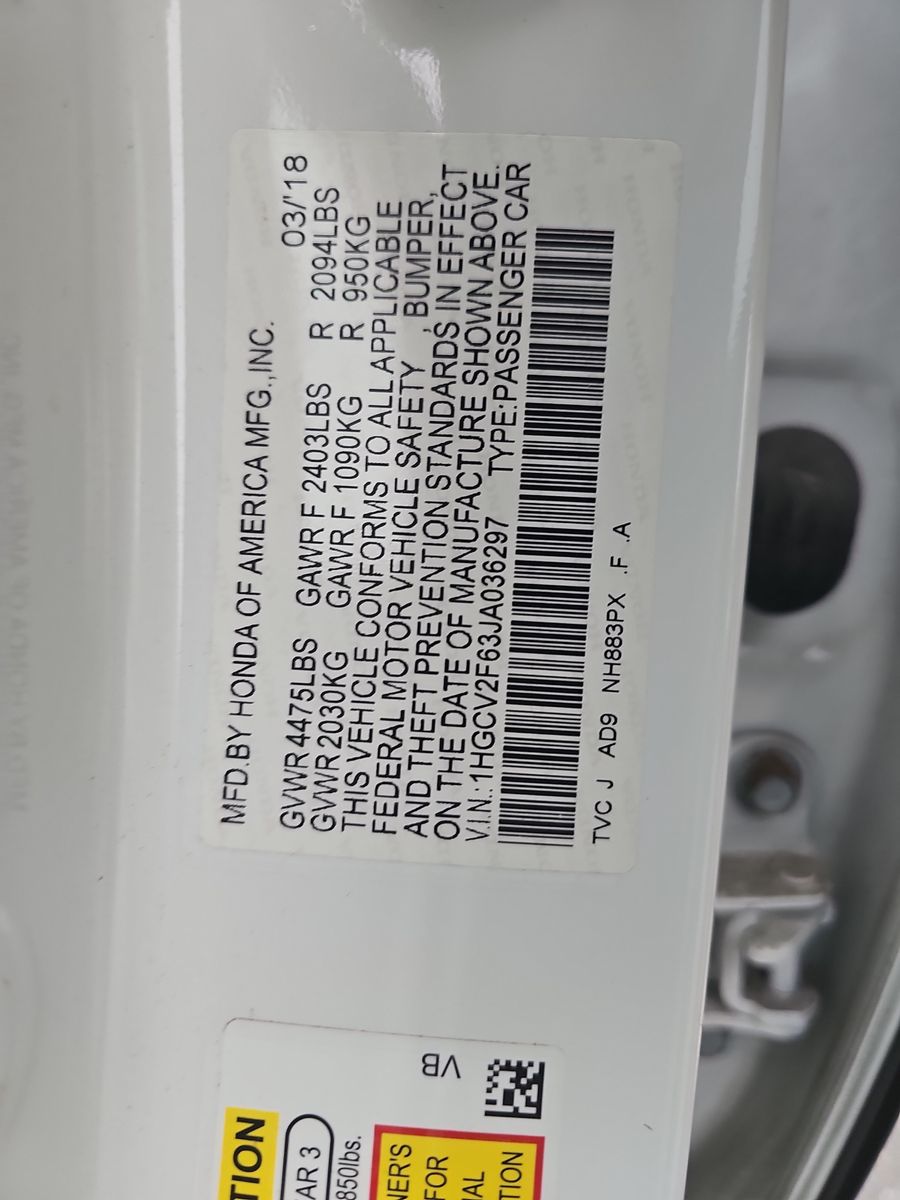 MFD.BY HONDA OF AMERICA MFG.,INC.
03/'18
GVWR 4475LBS GAWR F 2403LBS R 2094LBS
GVWR 2030KG GAWR F 1090KG R 950KG
THIS VEHICLE CONFORMS TO ALL APPLICABLE
FEDERAL MOTOR VEHICLE SAFETY , BUMPER,
AND THEFT PREVENTION STANDARDS IN EFFECT
ON THE DATE OF MANUFACTURE SHOWN ABOVE.
V.I.N.:1HGCV2F63JA036297 TYPE:PASSENGER CAR
TVC J AD9 NH883PX .F .A
VB
TION
AR 3
850lbs.
NER'S
FOR
AL
TION